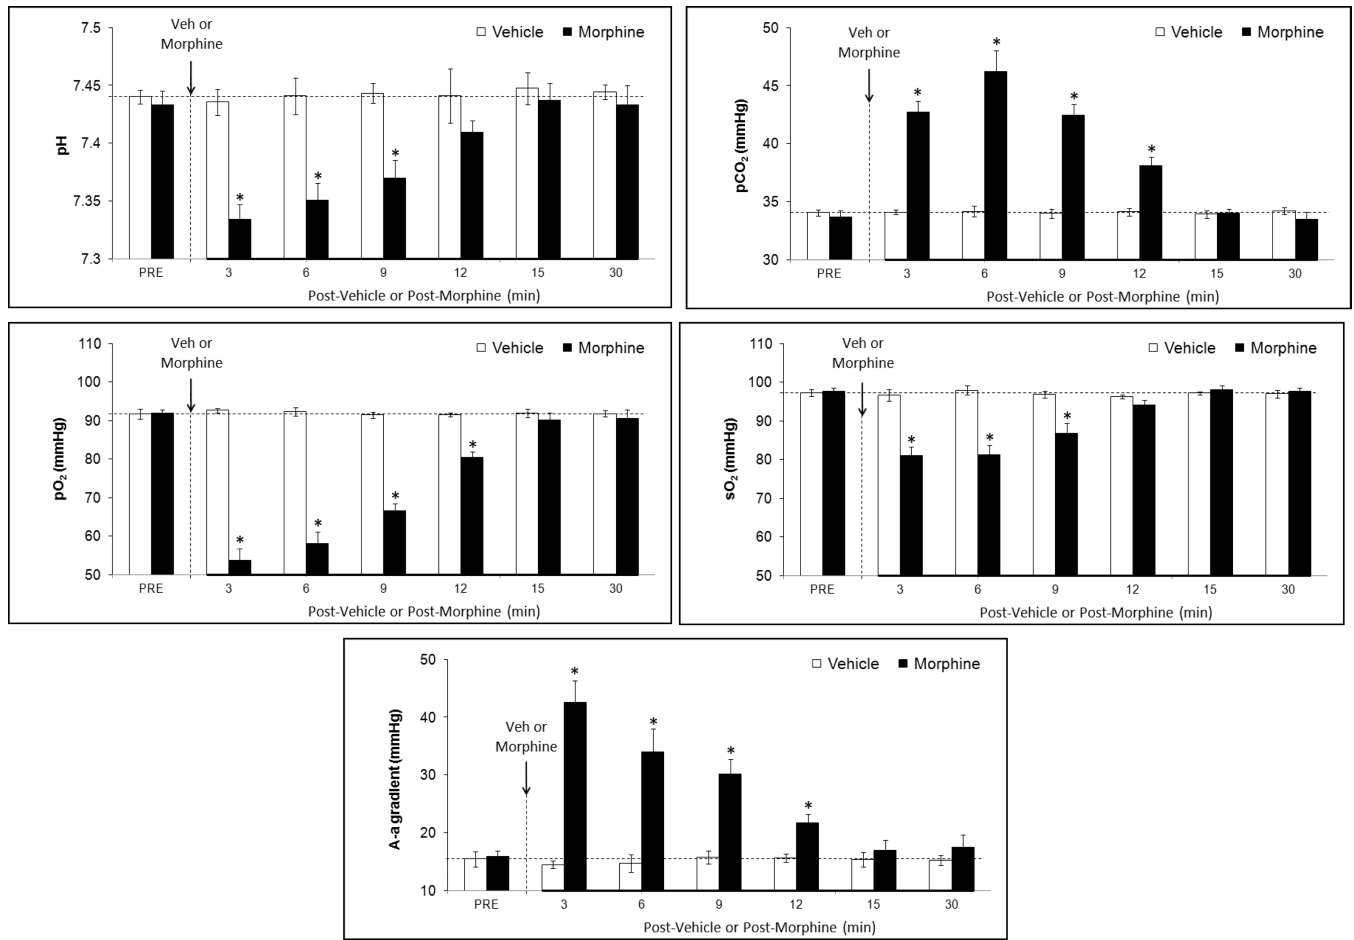 7.5
7.45
7.4
7.35
7.3
pH
Veh or
Morphine
Vehicle Morphine
*
*
*
PRE 3 6 9 12 15 30
Post-Vehicle or Post-Morphine (min)
50
45
40
35
30
pCO₂ (mmHg)
Veh or
Morphine
Vehicle Morphine
*
*
*
*
PRE 3 6 9 12 15 30
Post-Vehicle or Post-Morphine (min)
110
100
90
80
70
60
50
pO₂ (mmHg)
Veh or
Morphine
Vehicle Morphine
*
*
*
*
PRE 3 6 9 12 15 30
Post-Vehicle or Post-Morphine (min)
110
100
90
80
70
60
50
sO₂ (mmHg)
Veh or
Morphine
Vehicle Morphine
*
*
*
PRE 3 6 9 12 15 30
Post-Vehicle or Post-Morphine (min)
50
40
30
20
10
A-a gradient (mmHg)
Veh or
Morphine
Vehicle Morphine
*
*
*
*
PRE 3 6 9 12 15 30
Post-Vehicle or Post-Morphine (min)